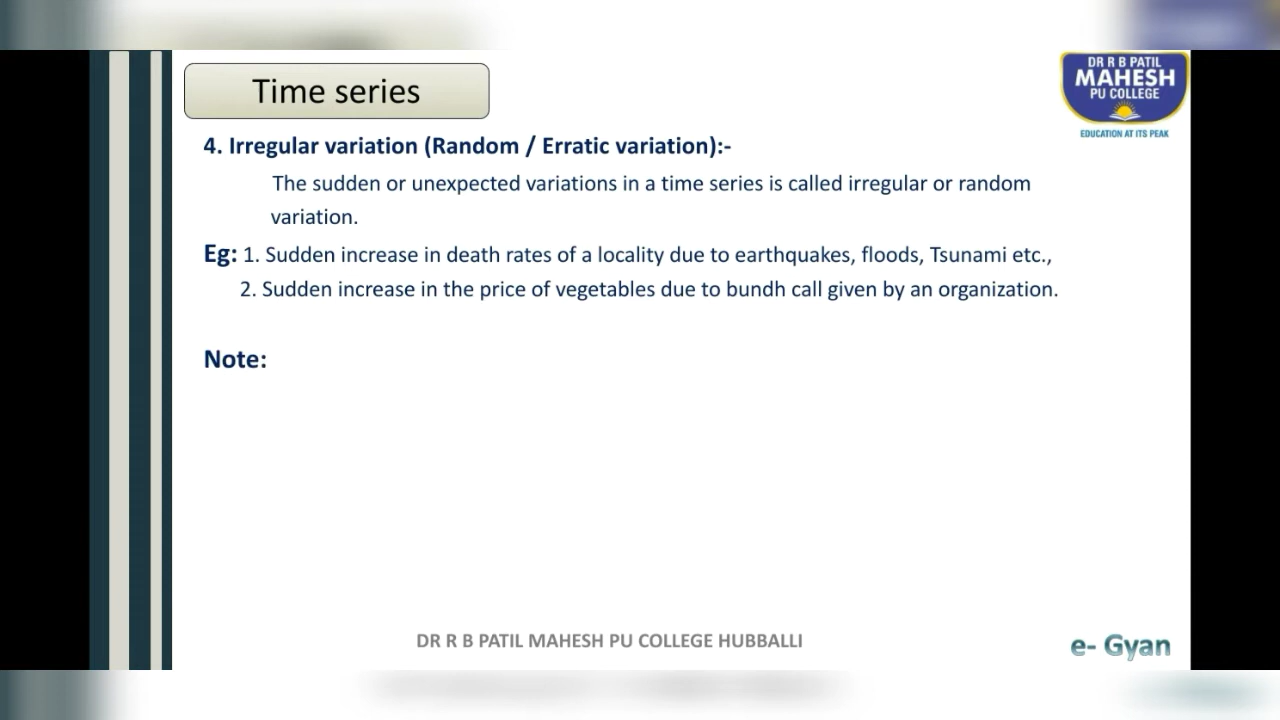 Time series
DR R B PATIL
MAHESH
PU COLLEGE
EDUCATION AT ITS PEAK
4. Irregular variation (Random / Erratic variation):-
The sudden or unexpected variations in a time series is called irregular or random
variation.
Eg: 1. Sudden increase in death rates of a locality due to earthquakes, floods, Tsunami etc.,
2. Sudden increase in the price of vegetables due to bundh call given by an organization.
Note:
DR R B PATIL MAHESH PU COLLEGE HUBBALLI
e- Gyan